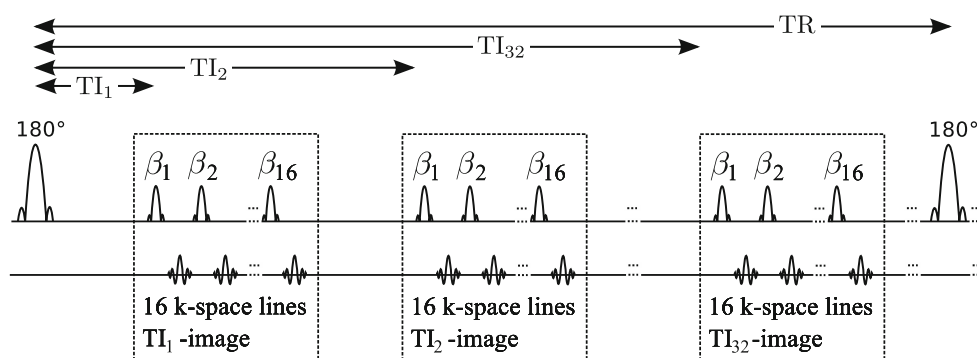 TR
TI₃₂
TI₂
TI₁
180° 180°
β₁ β₂ β₁₆ β₁ β₂ β₁₆ β₁ β₂ β₁₆
... ... ... ... ... ... ...
... ... ... ... ... ... ...
16 k-space lines 16 k-space lines 16 k-space lines
TI₁ -image TI₂ -image TI₃₂-image